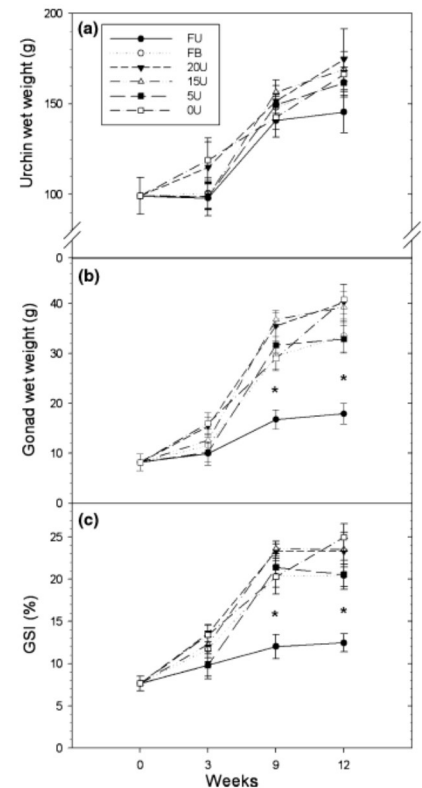 200
(a)
FU
FB
20U
15U
5U
0U
150
100
0
Urchin wet weight (g)
(b)
40
30
20
10
0
*
*
Gonad wet weight (g)
(c)
25
20
15
10
5
0
*
*
GSI (%)
0 3 9 12
Weeks